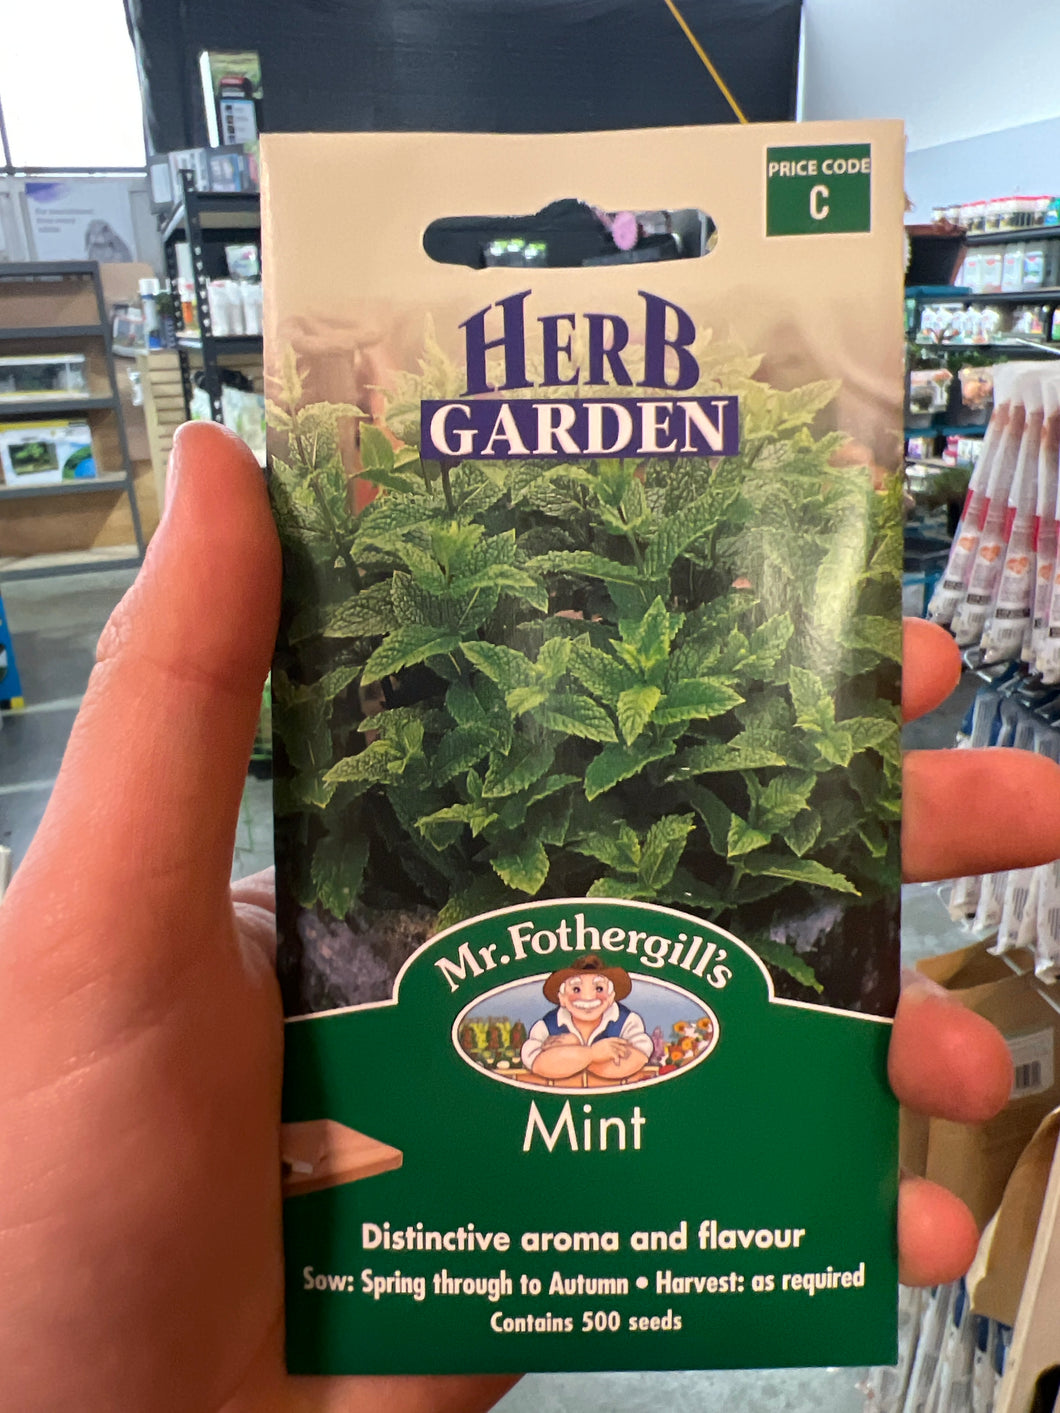 PRICE CODE
C
HERB
GARDEN
Mr. Fothergill's
Mint
Distinctive aroma and flavour
Sow: Spring through to Autumn • Harvest: as required
Contains 500 seeds